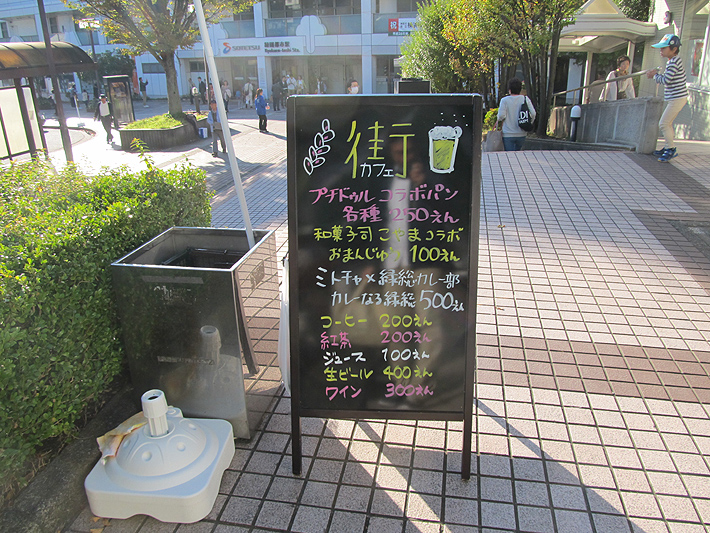 街
カフェ
プチドゥル コラボパン
各種 250えん
和菓子司 こやまコラボ
おまんじゅう 100えん
ミトチャ×緑総カレー部
カレーなる緑総 500えん
コーヒー 200えん
紅茶 200えん
ジュース 100えん
生ビール 400えん
ワイン 300えん